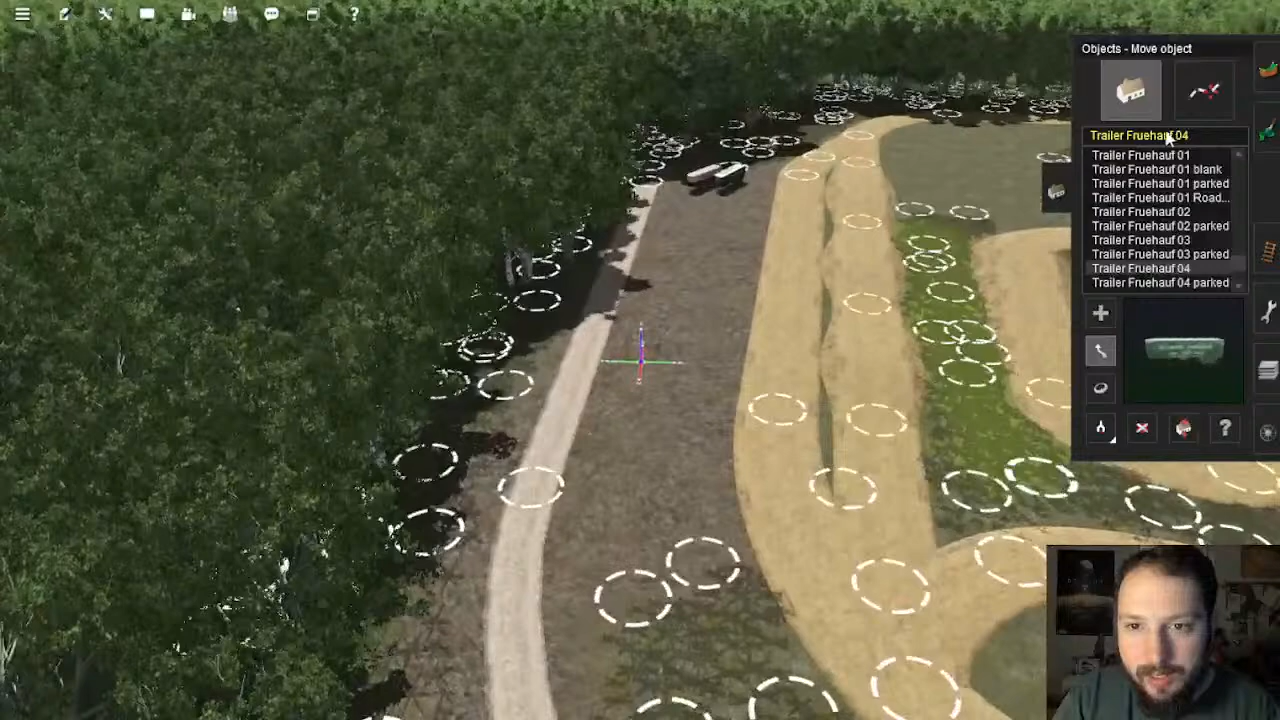 Objects - Move object
Trailer Fruehauf 04
Trailer Fruehauf 01
Trailer Fruehauf 01 blank
Trailer Fruehauf 01 parked
Trailer Fruehauf 01 Road...
Trailer Fruehauf 02
Trailer Fruehauf 02 parked
Trailer Fruehauf 03
Trailer Fruehauf 03 parked
Trailer Fruehauf 04
Trailer Fruehauf 04 parked